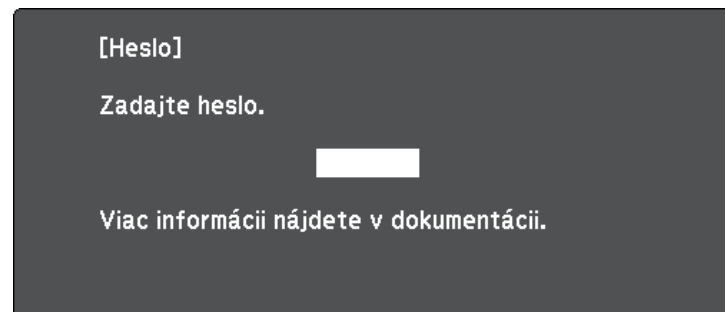 [Heslo]
Zadajte heslo.
Viac informácii nájdete v dokumentácii.